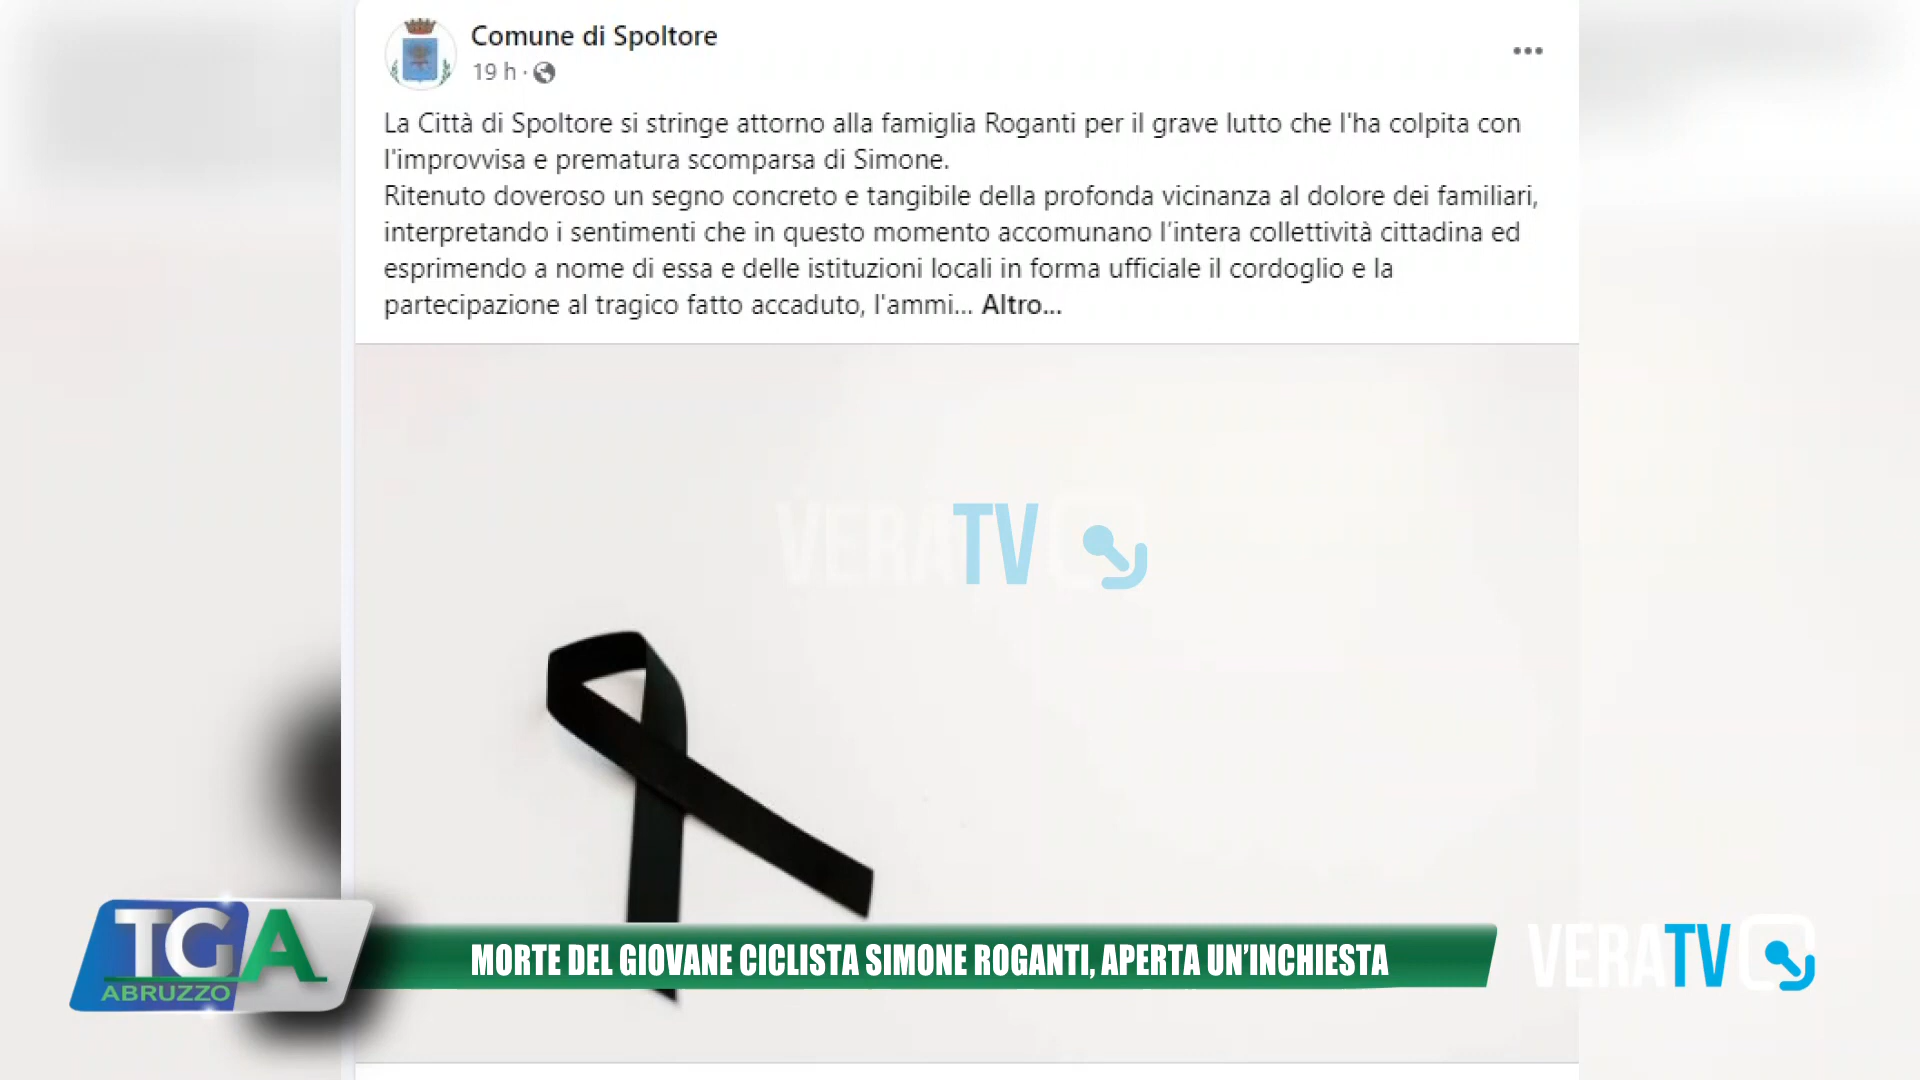 Comune di Spoltore
19 h ·
La Città di Spoltore si stringe attorno alla famiglia Roganti per il grave lutto che l'ha colpita con
l'improvvisa e prematura scomparsa di Simone.
Ritenuto doveroso un segno concreto e tangibile della profonda vicinanza al dolore dei familiari,
interpretando i sentimenti che in questo momento accomunano l’intera collettività cittadina ed
esprimendo a nome di essa e delle istituzioni locali in forma ufficiale il cordoglio e la
partecipazione al tragico fatto accaduto, l'ammi... Altro...
VERATV
TGA
ABRUZZO
MORTE DEL GIOVANE CICLISTA SIMONE ROGANTI, APERTA UN’INCHIESTA
VERATV